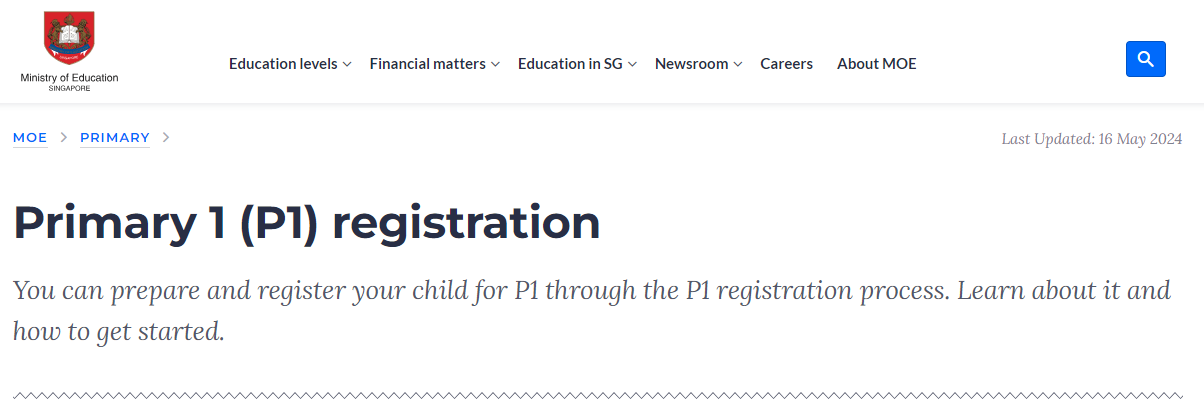 Ministry of Education
SINGAPORE
Education levels Financial matters Education in SG Newsroom Careers About MOE
MOE PRIMARY
Last Updated: 16 May 2024
Primary 1 (P1) registration
You can prepare and register your child for P1 through the P1 registration process. Learn about it and
how to get started.